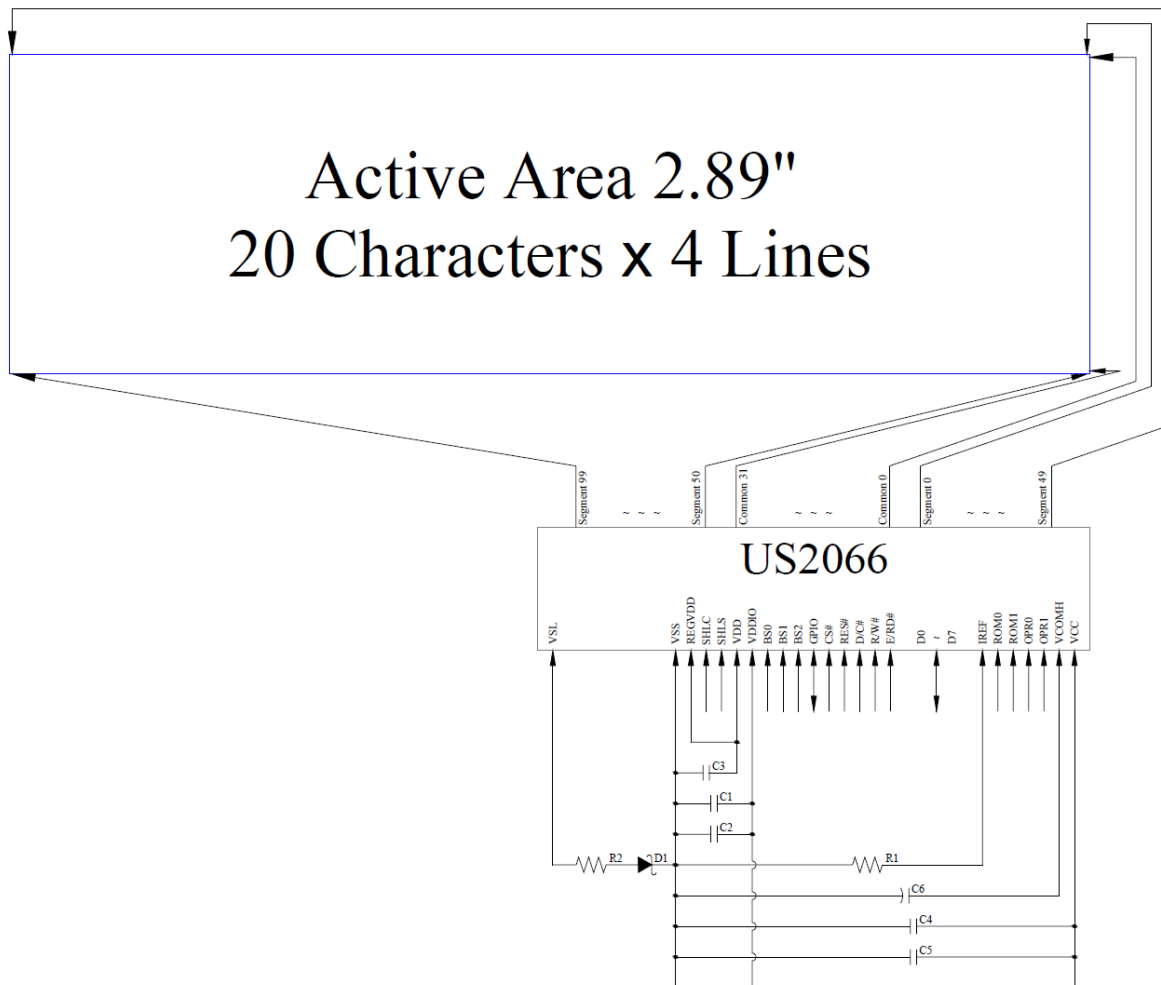 Active Area 2.89"
20 Characters x 4 Lines
Segment 99
~ ~ ~
Segment 50
Common 31
~ ~ ~
Common 0
Segment 0
~ ~ ~
Segment 49
US2066
VSL
VSS
REGVDD
SHLC
SHLS
VDD
VDDIO
BS0
BS1
BS2
GPIO
CS#
RES#
D/C#
R/W#
E/RD#
D0
~
D7
IREF
ROM0
ROM1
OPR0
OPR1
VCOMH
VCC
C3
C1
C2
R2
D1
R1
C6
C4
C5